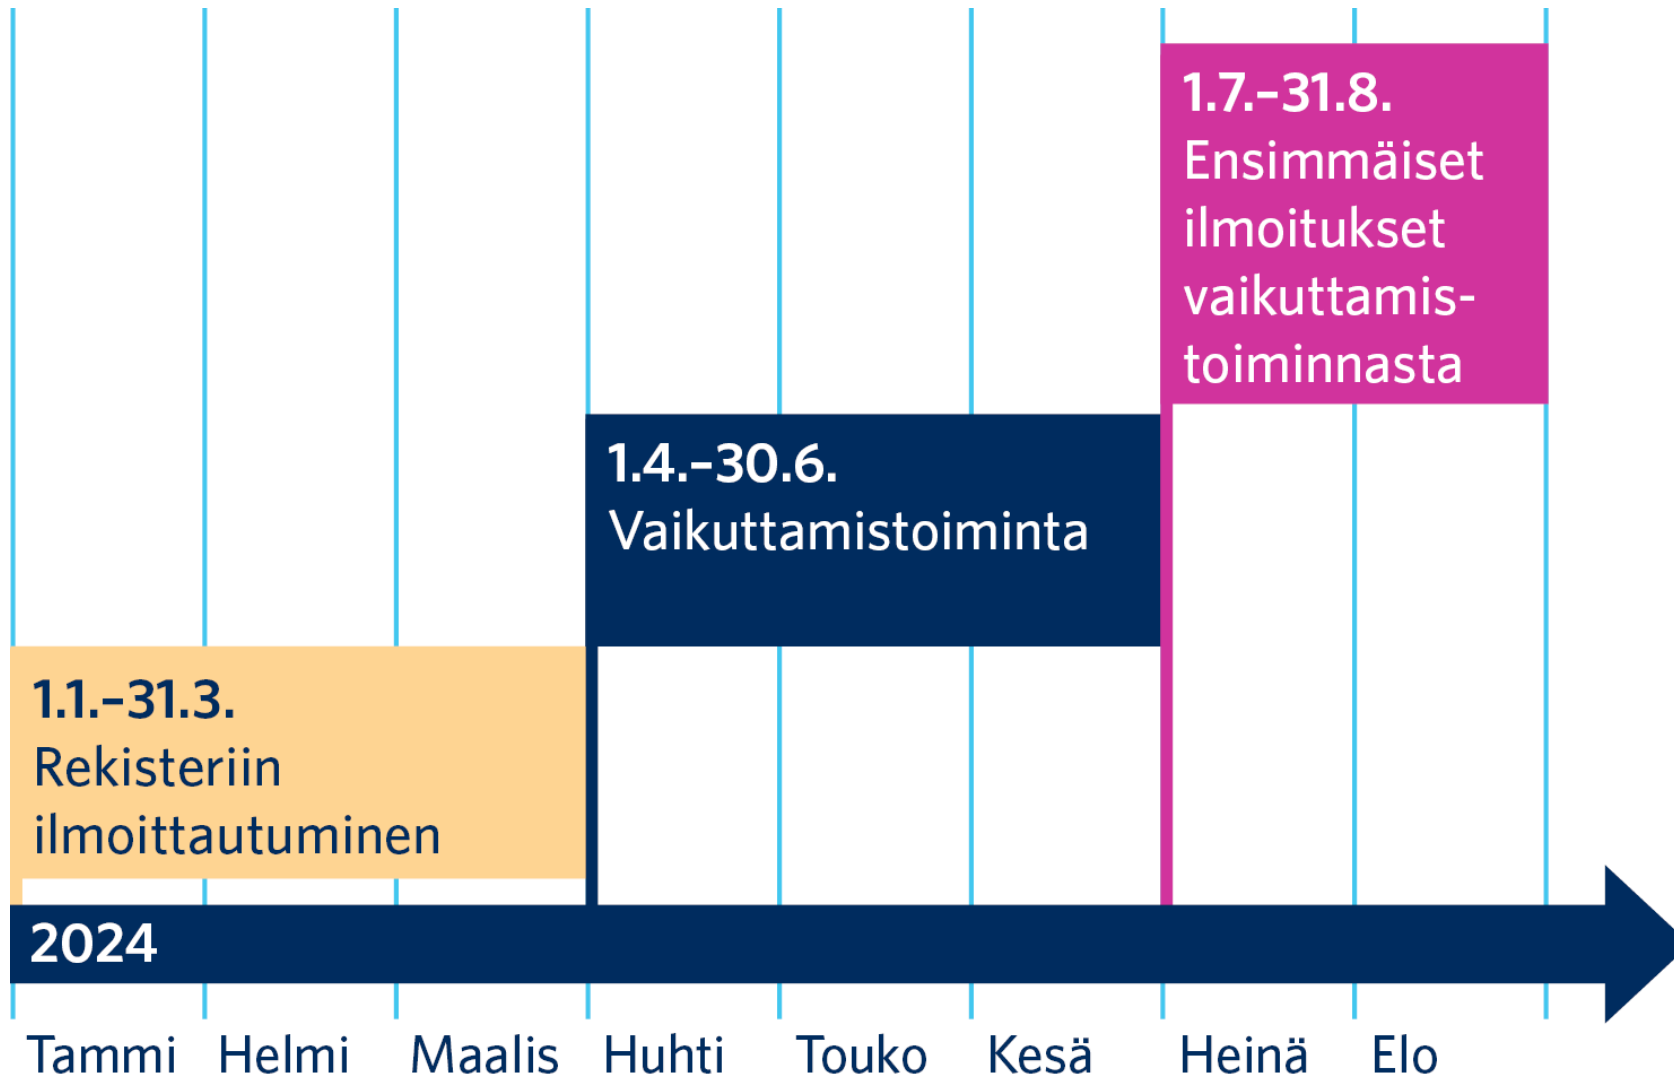 1.7.–31.8.
Ensimmäiset
ilmoitukset
vaikuttamis-
toiminnasta
1.4.–30.6.
Vaikuttamistoiminta
1.1.–31.3.
Rekisteriin
ilmoittautuminen
2024
Tammi Helmi Maalis Huhti Touko Kesä Heinä Elo